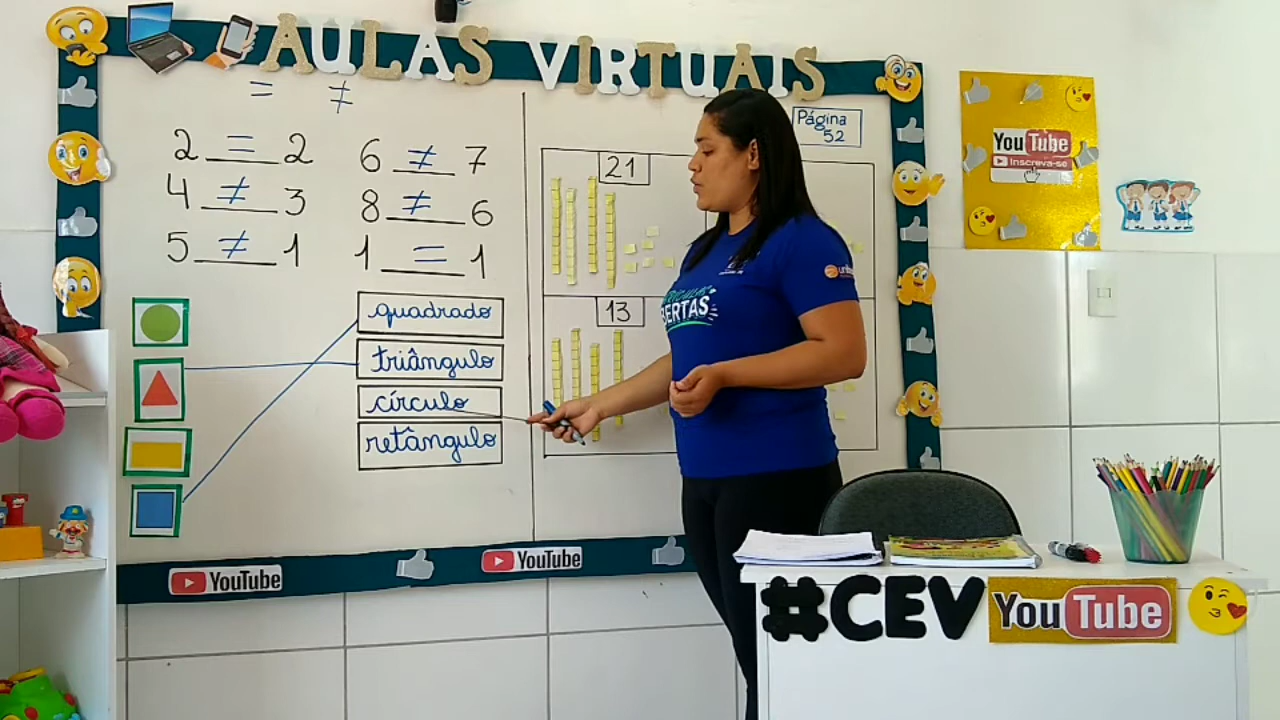 AULAS VIRTUAIS
= ≠
2 = 2 6 ≠ 7
4 ≠ 3 8 ≠ 6
5 ≠ 1 1 = 1
quadrado
triângulo
círculo
retângulo
Página
52
21
13
YouTube
Inscreva-se
BERTAS
YouTube
YouTube
#CEV YouTube